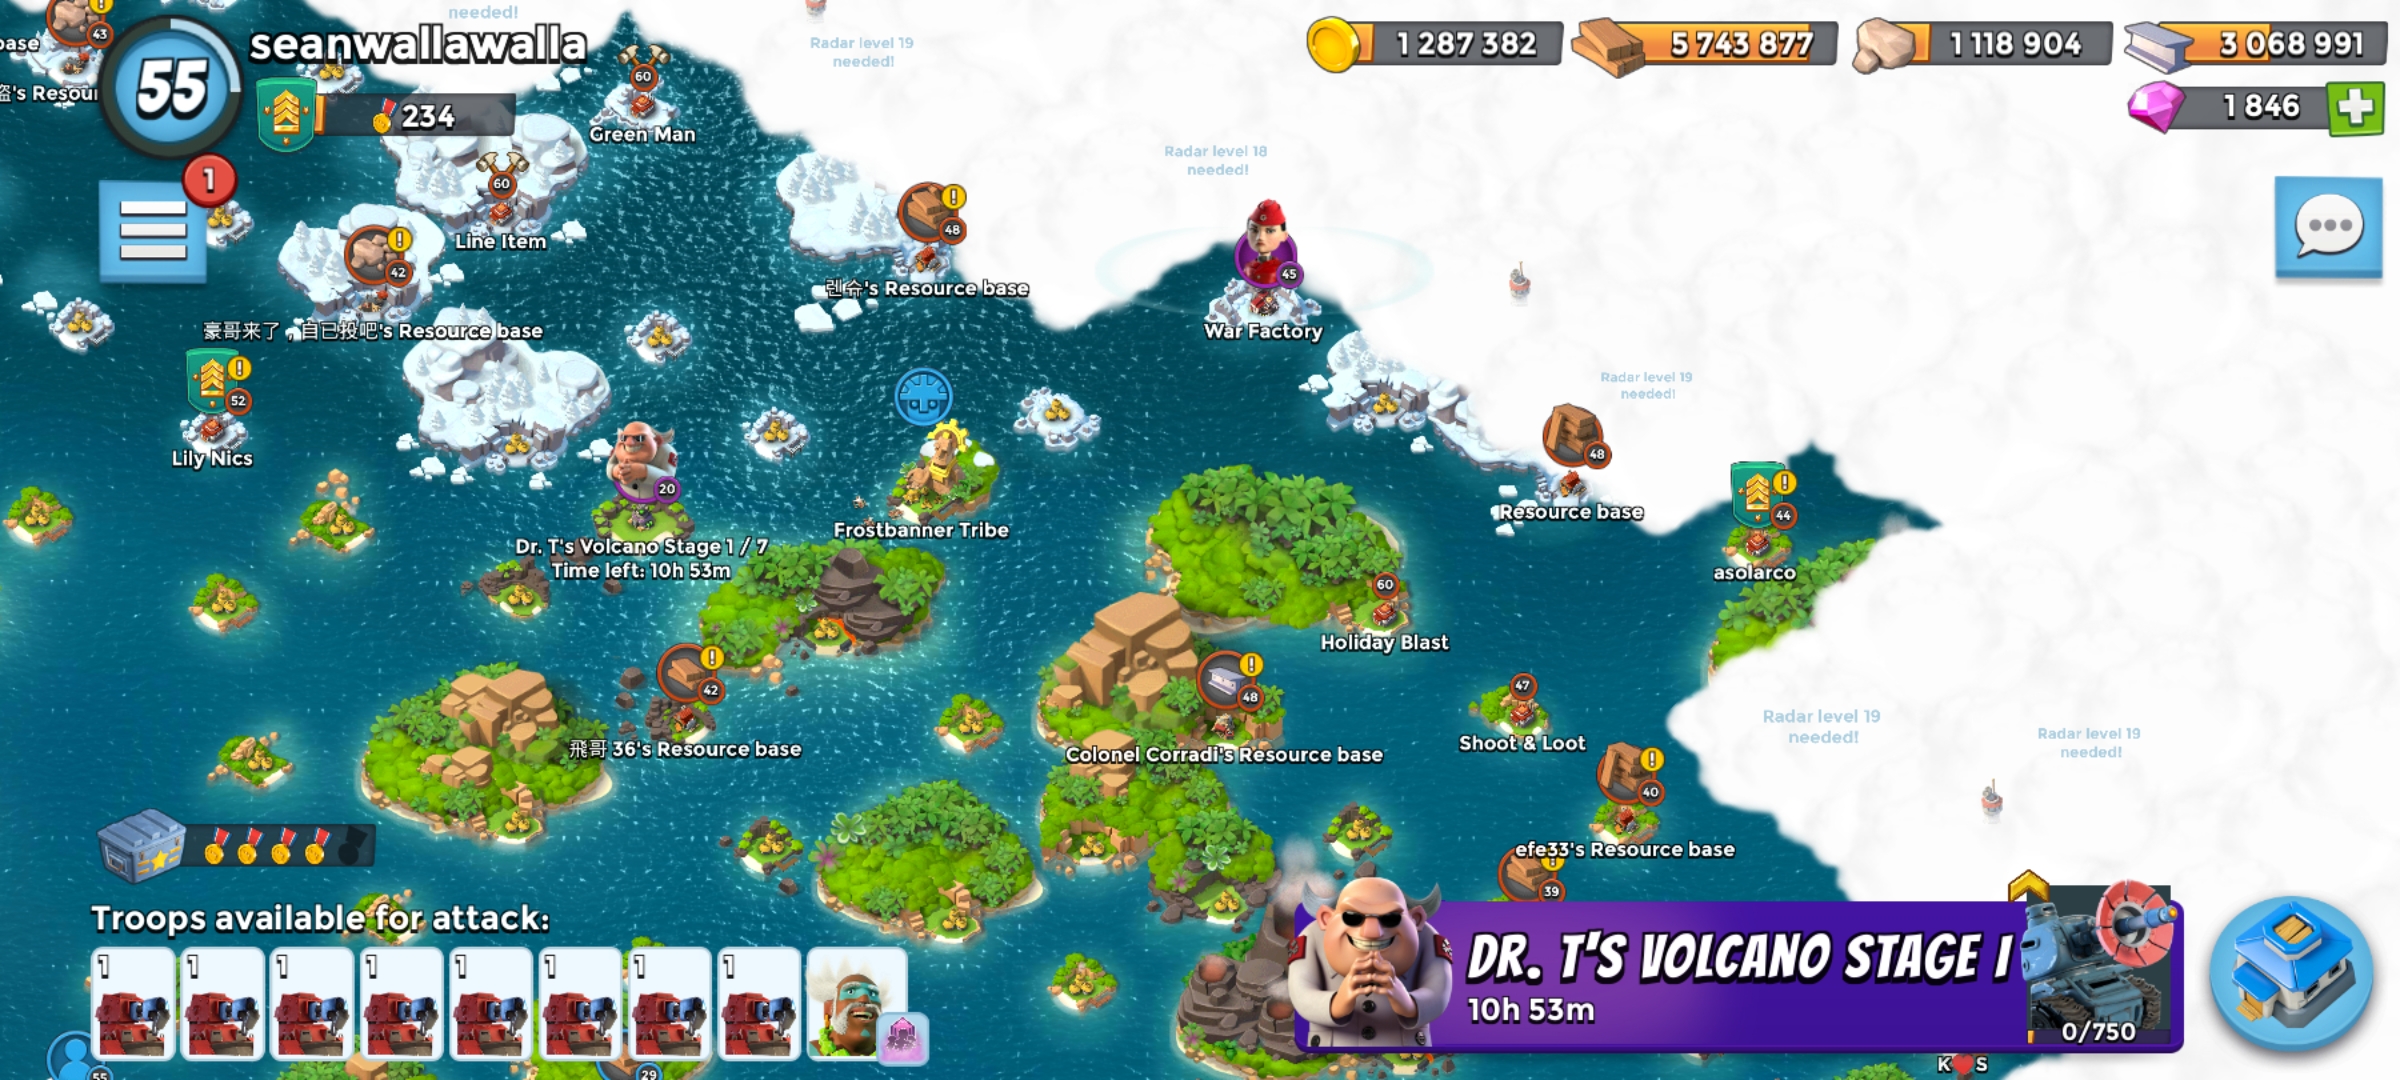 needed!
Radar level 19
needed!
43
55
seanwallawalla
234
1 287 382
5 743 877
1 118 904
3 068 991
1 846
60
Green Man
1
60
Line Item
42
豪哥来了，自已投吧's Resource base
48
렌슈's Resource base
Radar level 18
needed!
45
War Factory
52
Lily Nics
20
Dr. T's Volcano Stage 1 / 7
Time left: 10h 53m
Frostbanner Tribe
Radar level 19
needed!
48
Resource base
44
asolarco
60
Holiday Blast
42
飛哥 36's Resource base
48
Colonel Corradi's Resource base
47
Shoot & Loot
Radar level 19
needed!
Radar level 19
needed!
40
efe33's Resource base
39
Troops available for attack:
1 1 1 1 1 1 1 1
DR. T'S VOLCANO STAGE I
10h 53m
0/750
K❤S
55
29